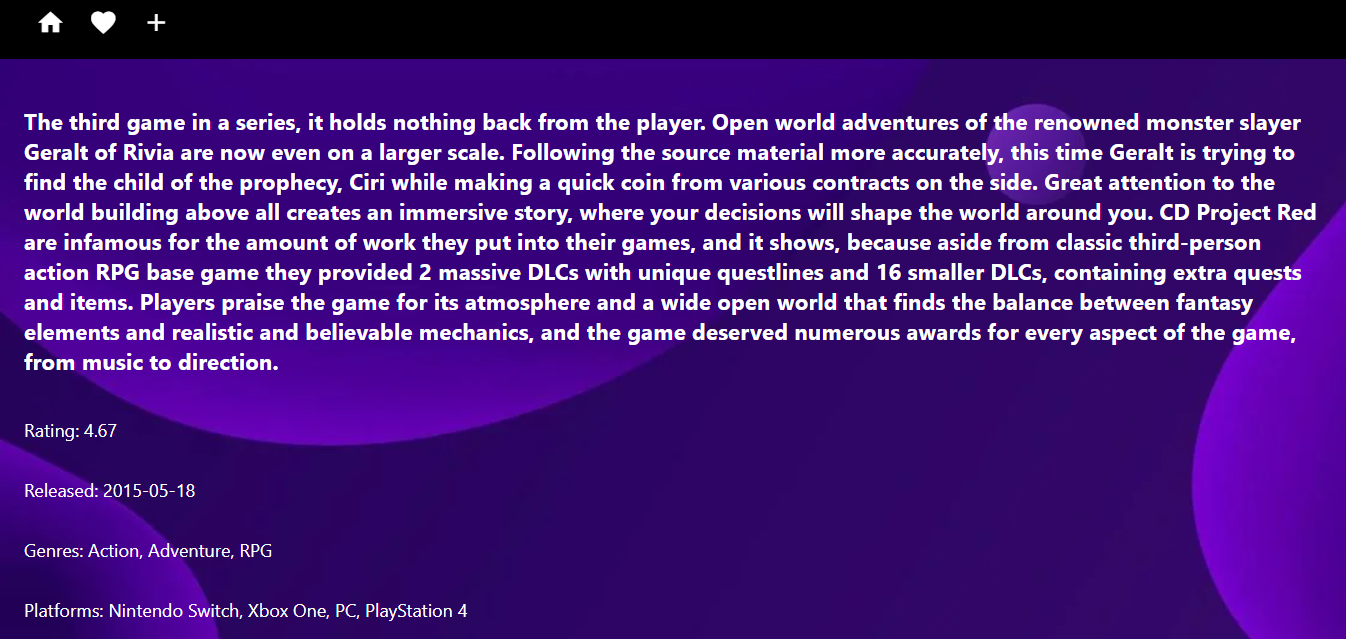 The third game in a series, it holds nothing back from the player. Open world adventures of the renowned monster slayer
Geralt of Rivia are now even on a larger scale. Following the source material more accurately, this time Geralt is trying to
find the child of the prophecy, Ciri while making a quick coin from various contracts on the side. Great attention to the
world building above all creates an immersive story, where your decisions will shape the world around you. CD Project Red
are infamous for the amount of work they put into their games, and it shows, because aside from classic third-person
action RPG base game they provided 2 massive DLCs with unique questlines and 16 smaller DLCs, containing extra quests
and items. Players praise the game for its atmosphere and a wide open world that finds the balance between fantasy
elements and realistic and believable mechanics, and the game deserved numerous awards for every aspect of the game,
from music to direction.
Rating: 4.67
Released: 2015-05-18
Genres: Action, Adventure, RPG
Platforms: Nintendo Switch, Xbox One, PC, PlayStation 4